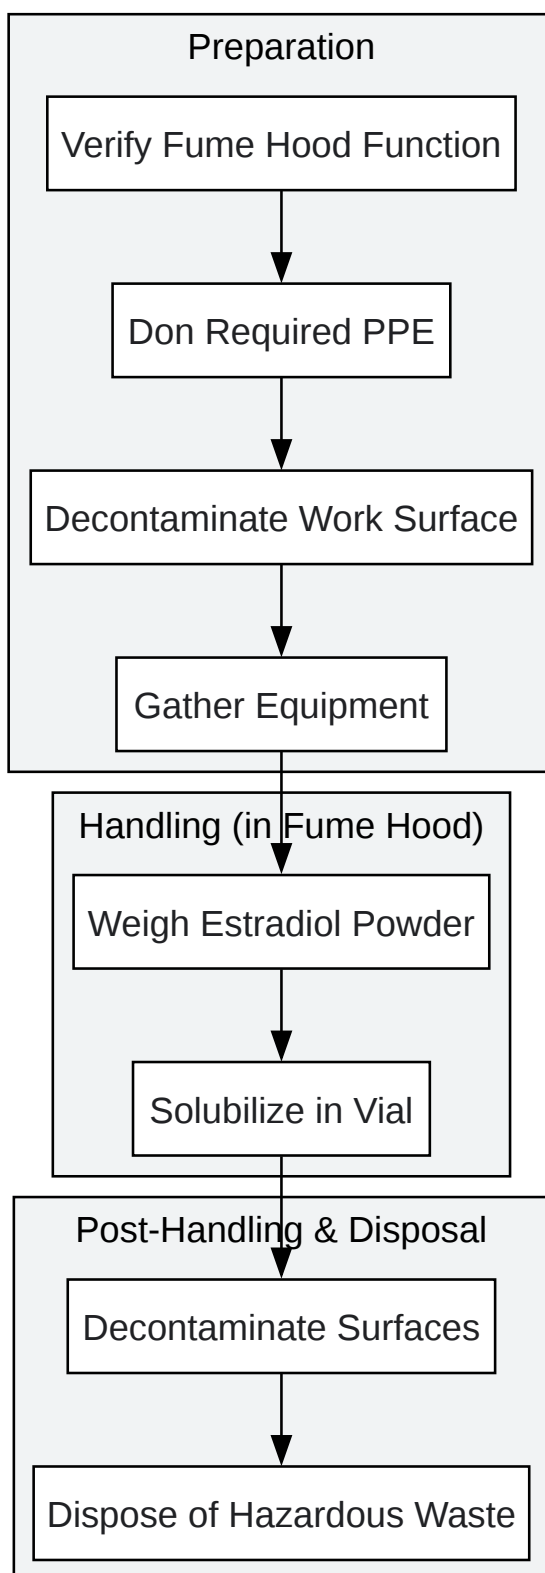 Preparation
Verify Fume Hood Function
Don Required PPE
Decontaminate Work Surface
Gather Equipment
Handling (in Fume Hood)
Weigh Estradiol Powder
Solubilize in Vial
Post-Handling & Disposal
Decontaminate Surfaces
Dispose of Hazardous Waste